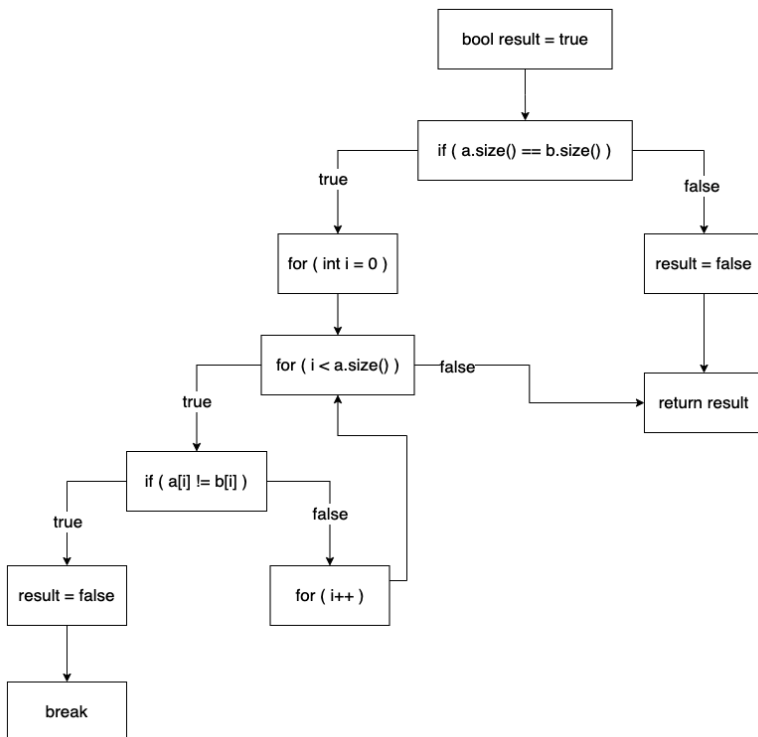 bool result = true
if ( a.size() == b.size() )
true
false
for ( int i = 0 )
result = false
for ( i < a.size() )
false
true
return result
if ( a[i] != b[i] )
true
false
result = false
for ( i++ )
break